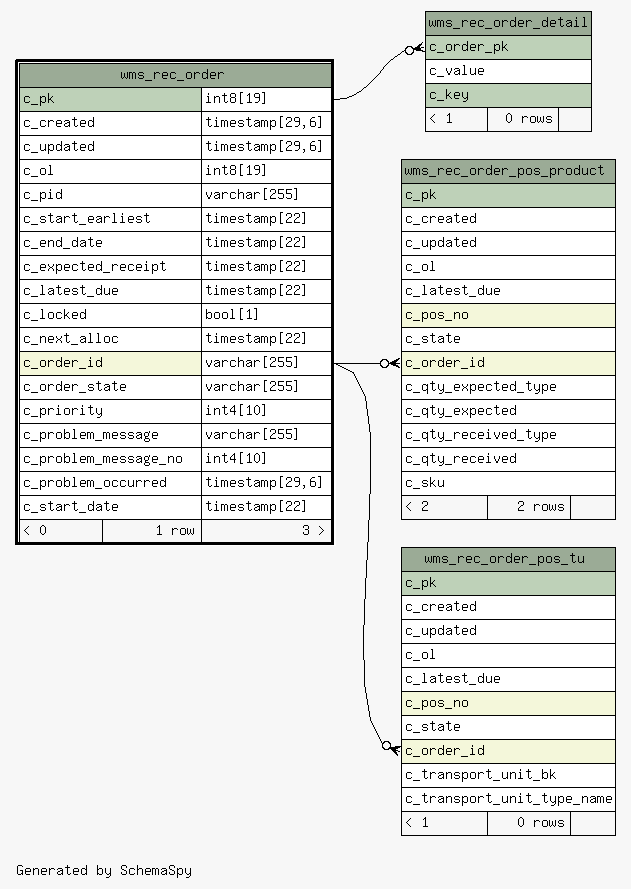 wms_rec_order
c_pk int8[19]
c_created timestamp[29,6]
c_updated timestamp[29,6]
c_ol int8[19]
c_pid varchar[255]
c_start_earliest timestamp[22]
c_end_date timestamp[22]
c_expected_receipt timestamp[22]
c_latest_due timestamp[22]
c_locked bool[1]
c_next_alloc timestamp[22]
c_order_id varchar[255]
c_order_state varchar[255]
c_priority int4[10]
c_problem_message varchar[255]
c_problem_message_no int4[10]
c_problem_occurred timestamp[29,6]
c_start_date timestamp[22]
< 0 1 row 3 >
wms_rec_order_detail
c_order_pk
c_value
c_key
< 1 0 rows
wms_rec_order_pos_product
c_pk
c_created
c_updated
c_ol
c_latest_due
c_pos_no
c_state
c_order_id
c_qty_expected_type
c_qty_expected
c_qty_received_type
c_qty_received
c_sku
< 2 2 rows
wms_rec_order_pos_tu
c_pk
c_created
c_updated
c_ol
c_latest_due
c_pos_no
c_state
c_order_id
c_transport_unit_bk
c_transport_unit_type_name
< 1 0 rows
Generated by SchemaSpy